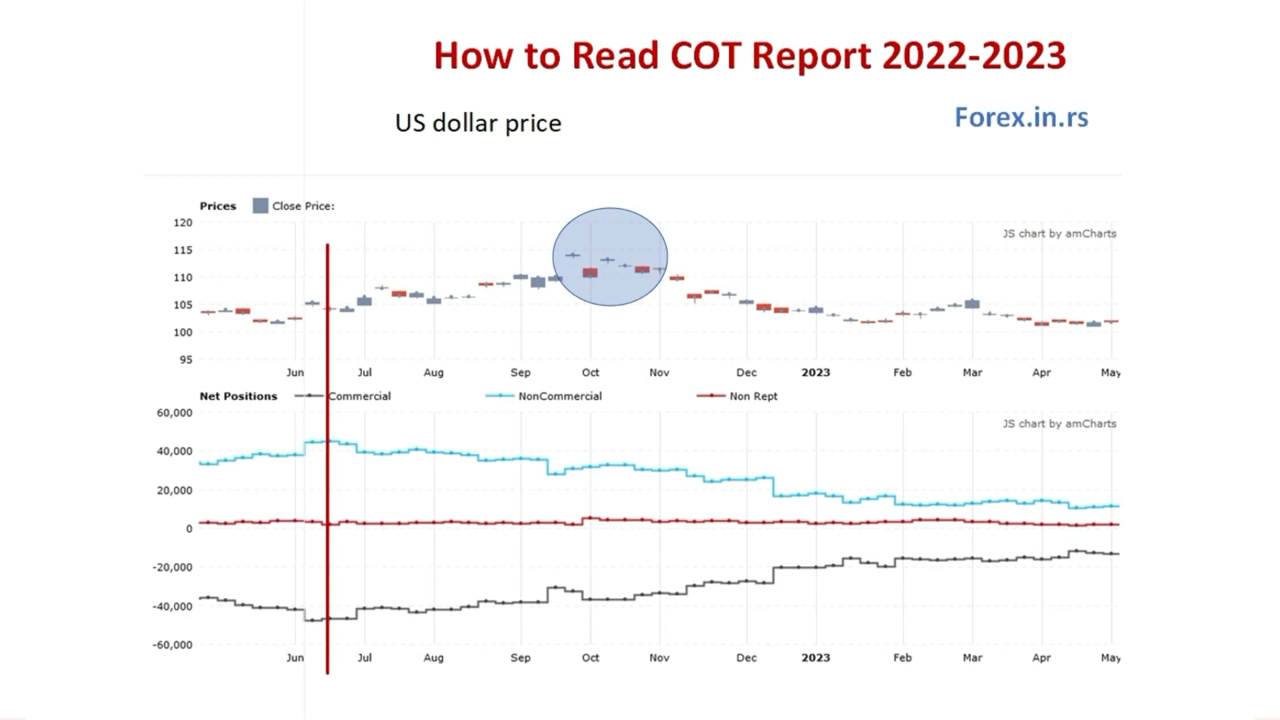 How to Read COT Report 2022-2023
US dollar price
Forex.in.rs
Prices
Close Price:
JS chart by amCharts
120
115
110
105
100
95
Jun Jul Aug Sep Oct Nov Dec 2023 Feb Mar Apr May
Net Positions Commercial NonCommercial Non Rept
JS chart by amCharts
60,000
40,000
20,000
0
-20,000
-40,000
-60,000
Jun Jul Aug Sep Oct Nov Dec 2023 Feb Mar Apr May